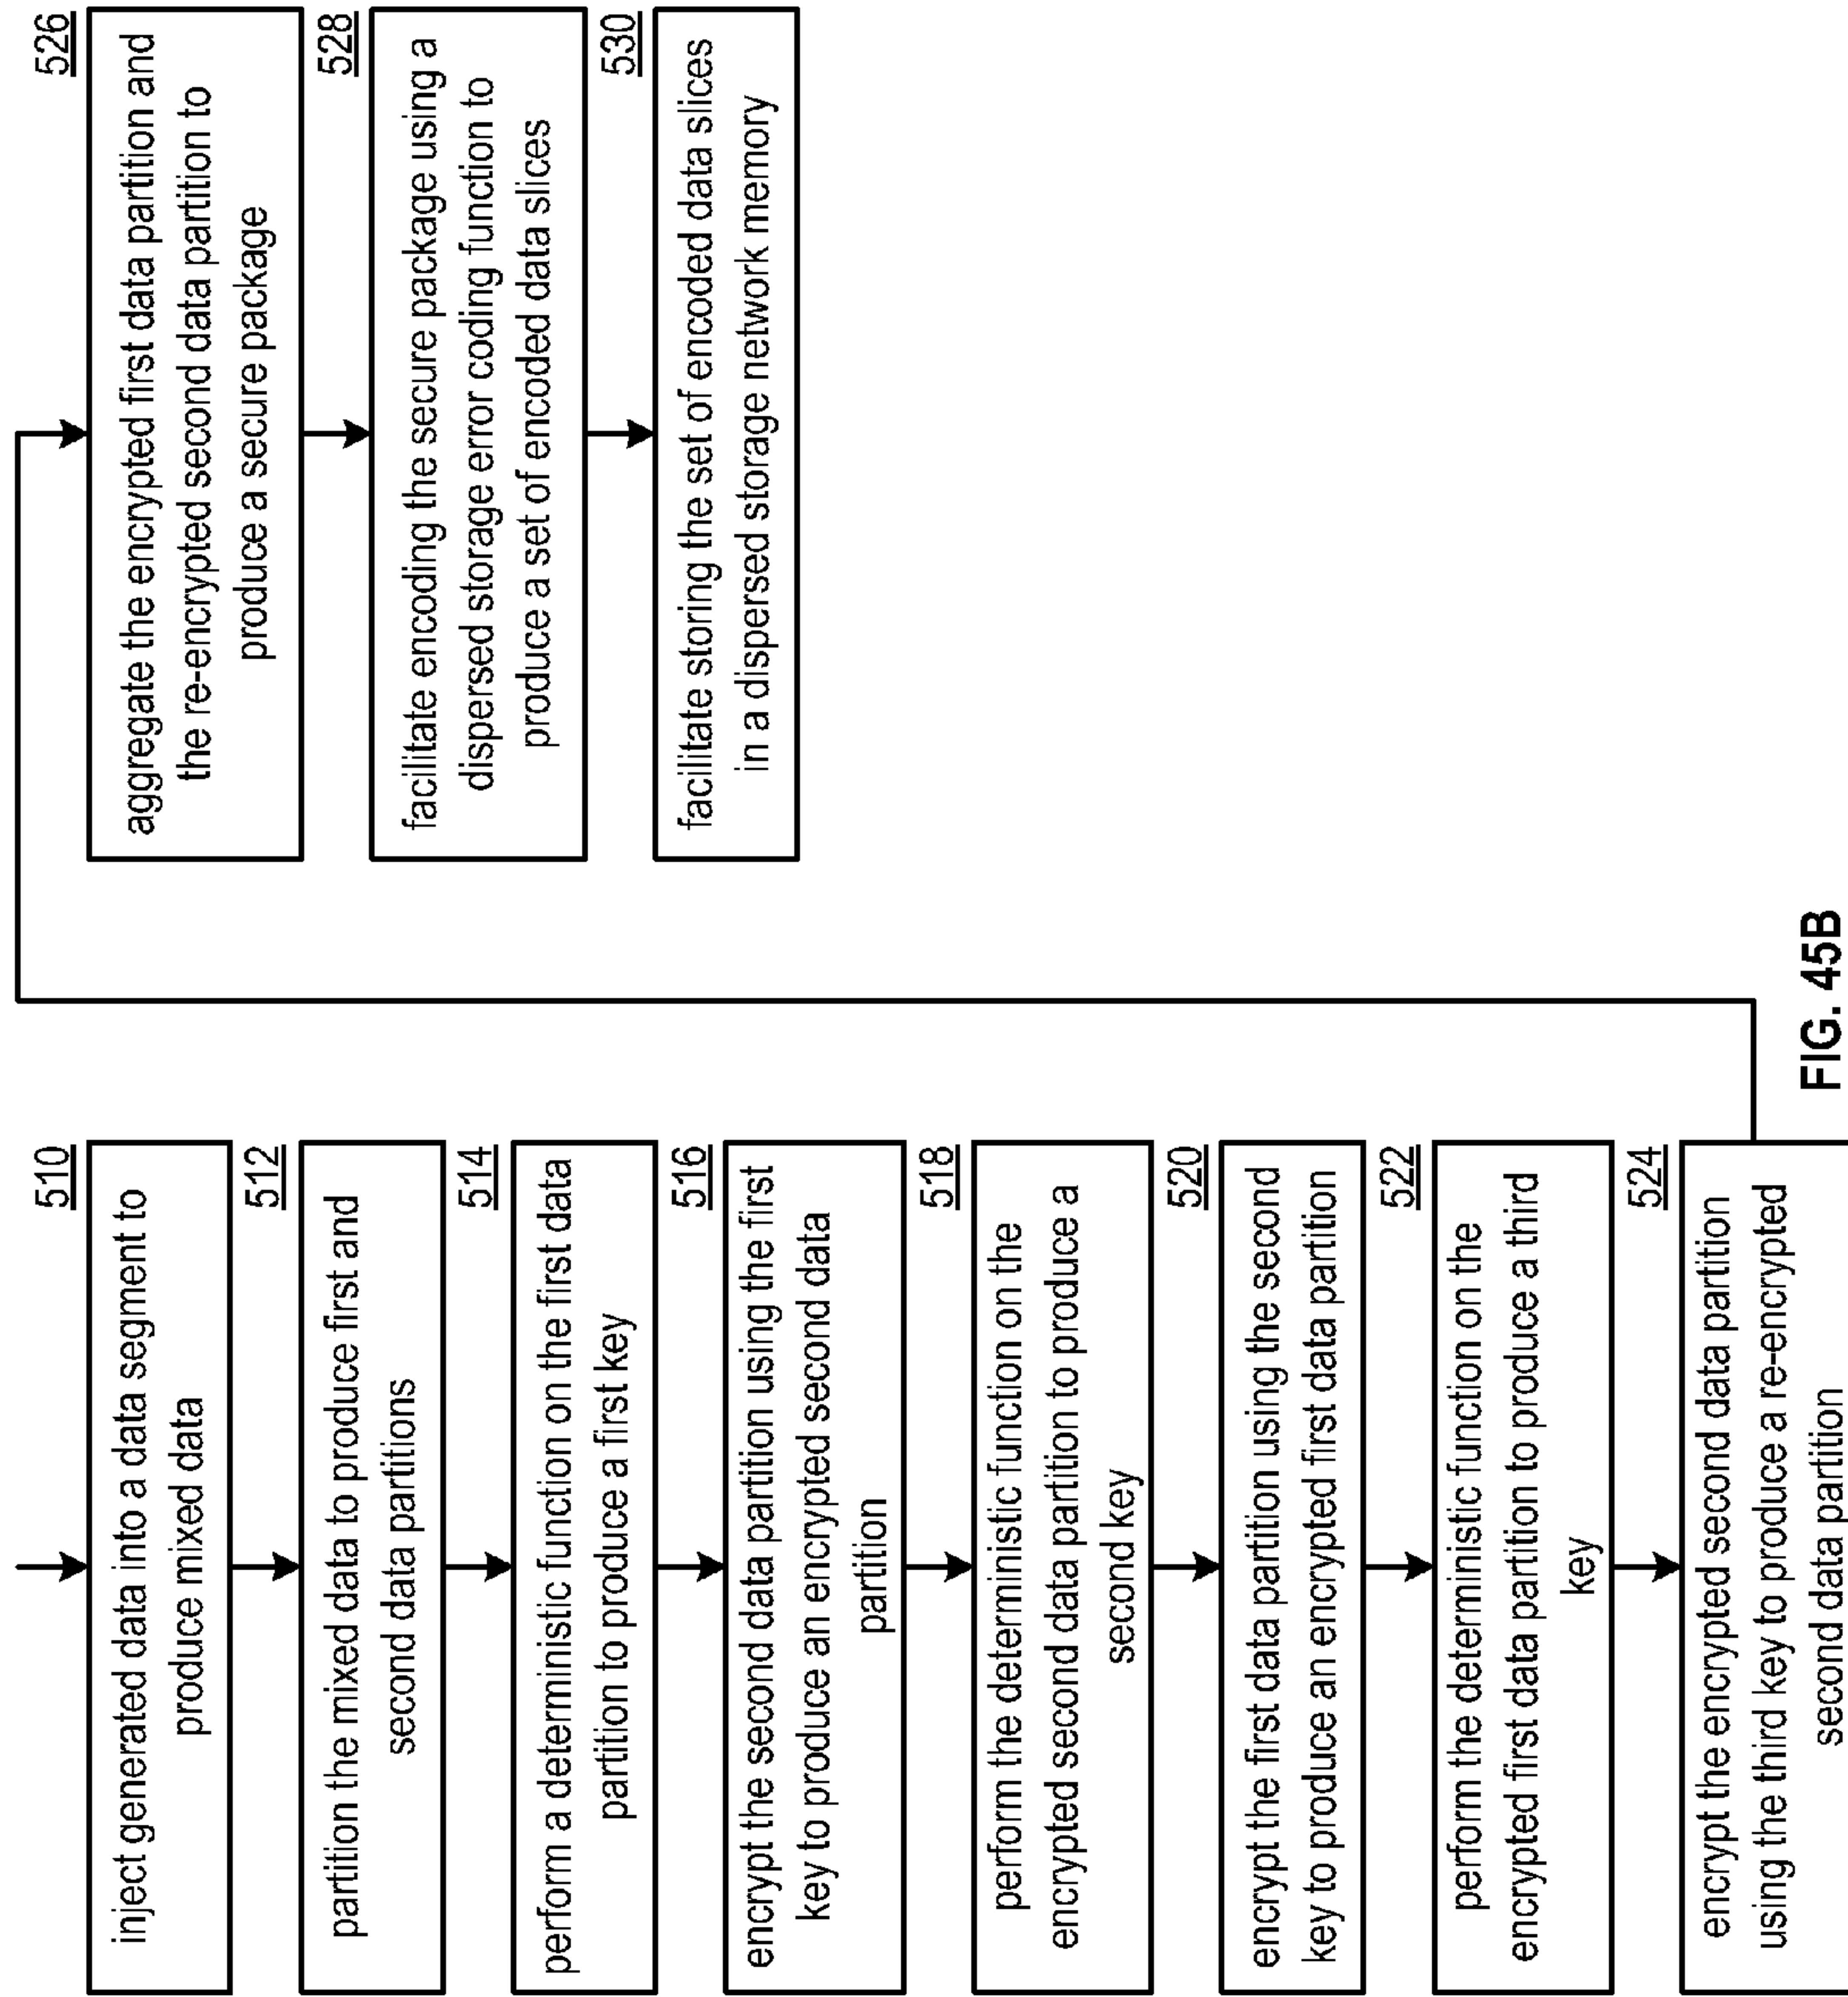 510
inject generated data into a data segment to
produce mixed data
512
partition the mixed data to produce first and
second data partitions
514
perform a deterministic function on the first data
partition to produce a first key
516
encrypt the second data partition using the first
key to produce an encrypted second data
partition
518
perform the deterministic function on the
encrypted second data partition to produce a
second key
520
encrypt the first data partition using the second
key to produce an encrypted first data partition
522
perform the deterministic function on the
encrypted first data partition to produce a third
key
524
encrypt the encrypted second data partition
using the third key to produce a re-encrypted
second data partition
526
aggregate the encrypted first data partition and
the re-encrypted second data partition to
produce a secure package
528
facilitate encoding the secure package using a
dispersed storage error coding function to
produce a set of encoded data slices
530
facilitate storing the set of encoded data slices
in a dispersed storage network memory
FIG. 45B